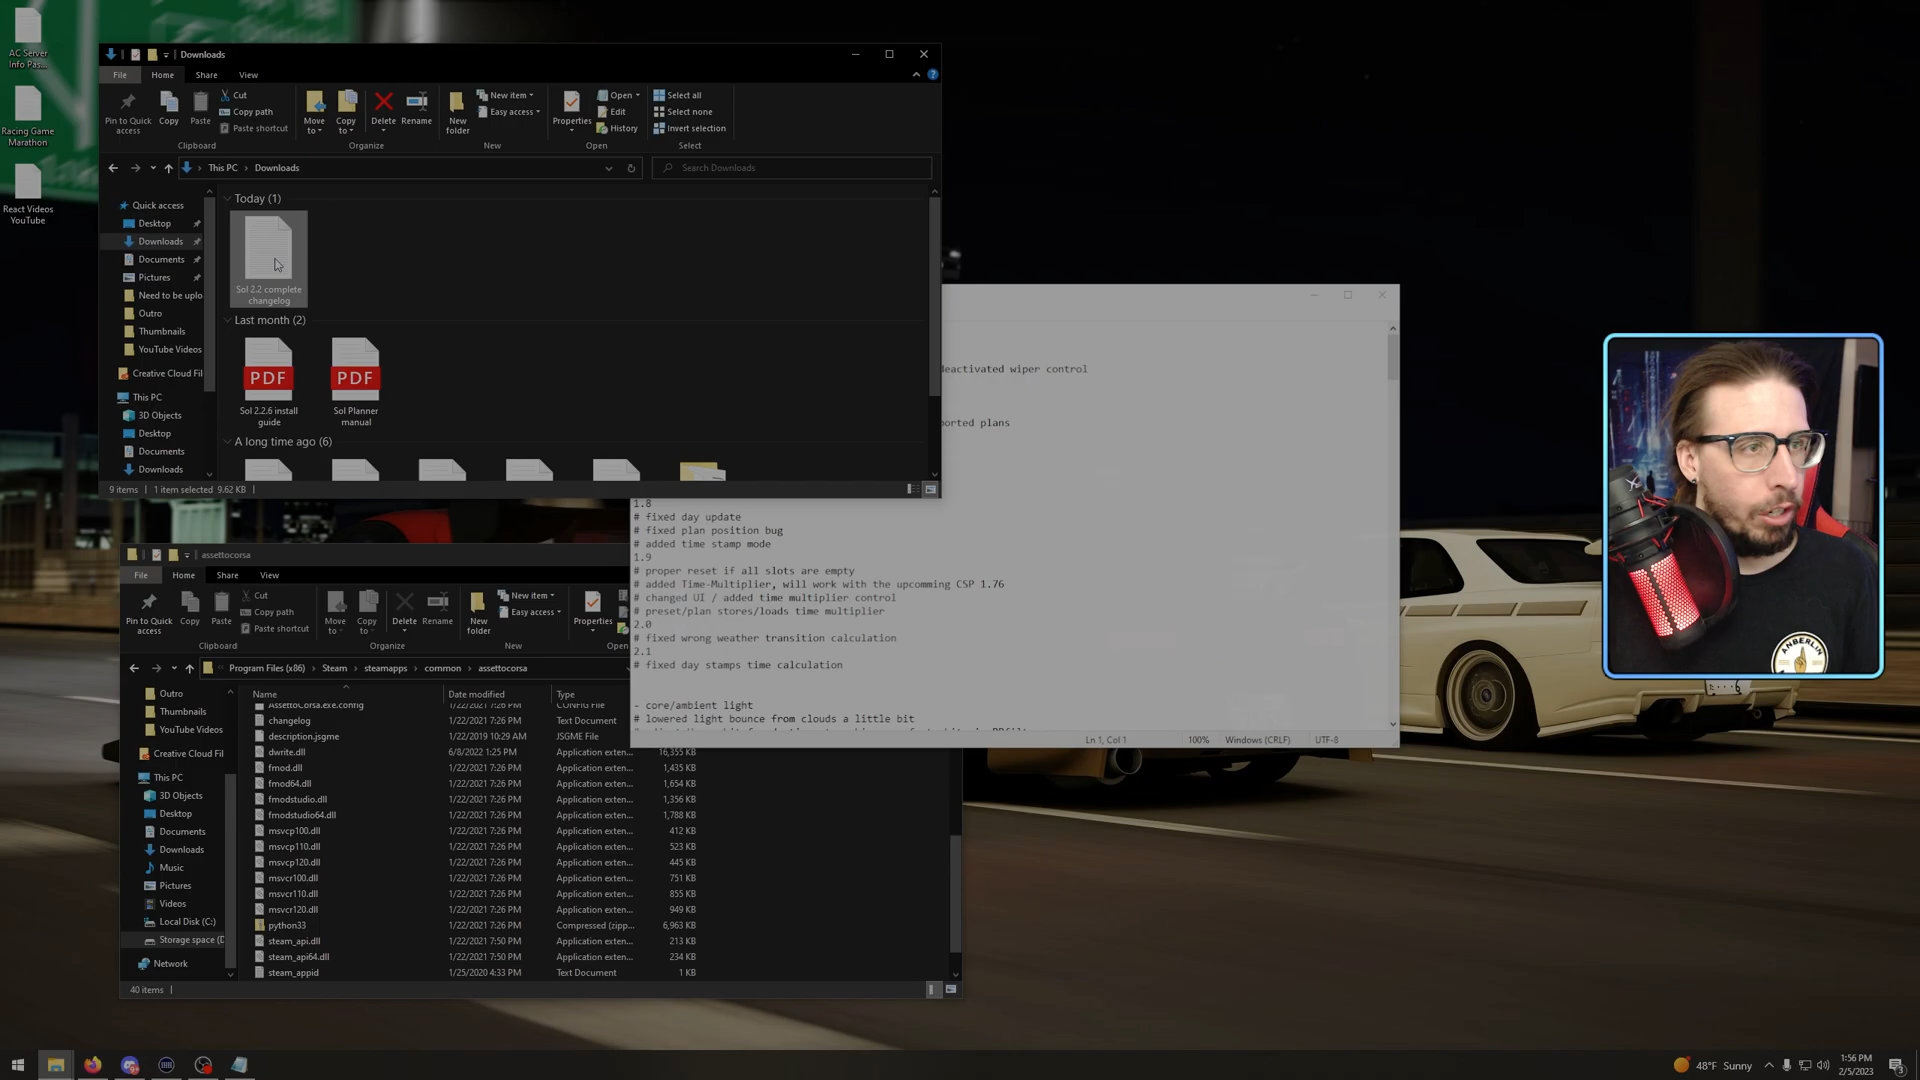 AC Server
Info Pas...
Racing Game
Marathon
React Videos
YouTube
Downloads
File
Home
Share
View
Pin to Quick
access
Copy
Paste
Cut
Copy path
Paste shortcut
Clipboard
Move
to
Copy
to
Delete
Rename
Organize
New
folder
New item
Easy access
New
Properties
Open
Edit
History
Open
Select all
Select none
Invert selection
Select
This PC
Downloads
Search Downloads
Quick access
Desktop
Downloads
Documents
Pictures
Need to be uplo
Outro
Thumbnails
YouTube Videos
Creative Cloud Fil
This PC
3D Objects
Desktop
Documents
Downloads
Today (1)
Sol 2.2 complete
changelog
Last month (2)
PDF
Sol 2.2.6 install
guide
PDF
Sol Planner
manual
A long time ago (6)
9 items
1 item selected 9.62 KB
eactivated wiper control
orted plans
1.8
# fixed day update
# fixed plan position bug
# added time stamp mode
1.9
# proper reset if all slots are empty
# added Time-Multiplier, will work with the upcomming CSP 1.76
# changed UI / added time multiplier control
# preset/plan stores/loads time multiplier
2.0
# fixed wrong weather transition calculation
2.1
# fixed day stamps time calculation
- core/ambient light
# lowered light bounce from clouds a little bit
Ln 1, Col 1
100%
Windows (CRLF)
UTF-8
assettocorsa
File
Home
Share
View
Pin to Quick
access
Copy
Paste
Cut
Copy path
Paste shortcut
Clipboard
Move
to
Copy
to
Delete
Rename
Organize
New
folder
New item
Easy access
New
Properties
Open
Program Files (x86)
Steam
steamapps
common
assettocorsa
Outro
Thumbnails
YouTube Videos
Creative Cloud Fil
This PC
3D Objects
Desktop
Documents
Downloads
Music
Pictures
Videos
Local Disk (C:)
Storage space (D
Network
Name Date modified Type
AssettoCorsa.exe.config 1/22/2021 7:26 PM CONFIG File
changelog 1/22/2021 7:26 PM Text Document
description.jsgme 1/22/2019 10:29 AM JSGME File
dwrite.dll 6/8/2022 1:25 PM Application exten... 16,355 KB
fmod.dll 1/22/2021 7:26 PM Application exten... 1,435 KB
fmod64.dll 1/22/2021 7:26 PM Application exten... 1,654 KB
fmodstudio.dll 1/22/2021 7:26 PM Application exten... 1,356 KB
fmodstudio64.dll 1/22/2021 7:26 PM Application exten... 1,788 KB
msvcp100.dll 1/22/2021 7:26 PM Application exten... 412 KB
msvcp110.dll 1/22/2021 7:26 PM Application exten... 523 KB
msvcp120.dll 1/22/2021 7:26 PM Application exten... 445 KB
msvcr100.dll 1/22/2021 7:26 PM Application exten... 751 KB
msvcr110.dll 1/22/2021 7:26 PM Application exten... 855 KB
msvcr120.dll 1/22/2021 7:26 PM Application exten... 949 KB
python33 1/22/2021 7:26 PM Compressed (zipp... 6,963 KB
steam_api.dll 1/22/2021 7:50 PM Application exten... 213 KB
steam_api64.dll 1/22/2021 7:50 PM Application exten... 234 KB
steam_appid 1/25/2020 4:33 PM Text Document 1 KB
40 items
ANBERLIN
48°F Sunny
1:56 PM
2/5/2023
3